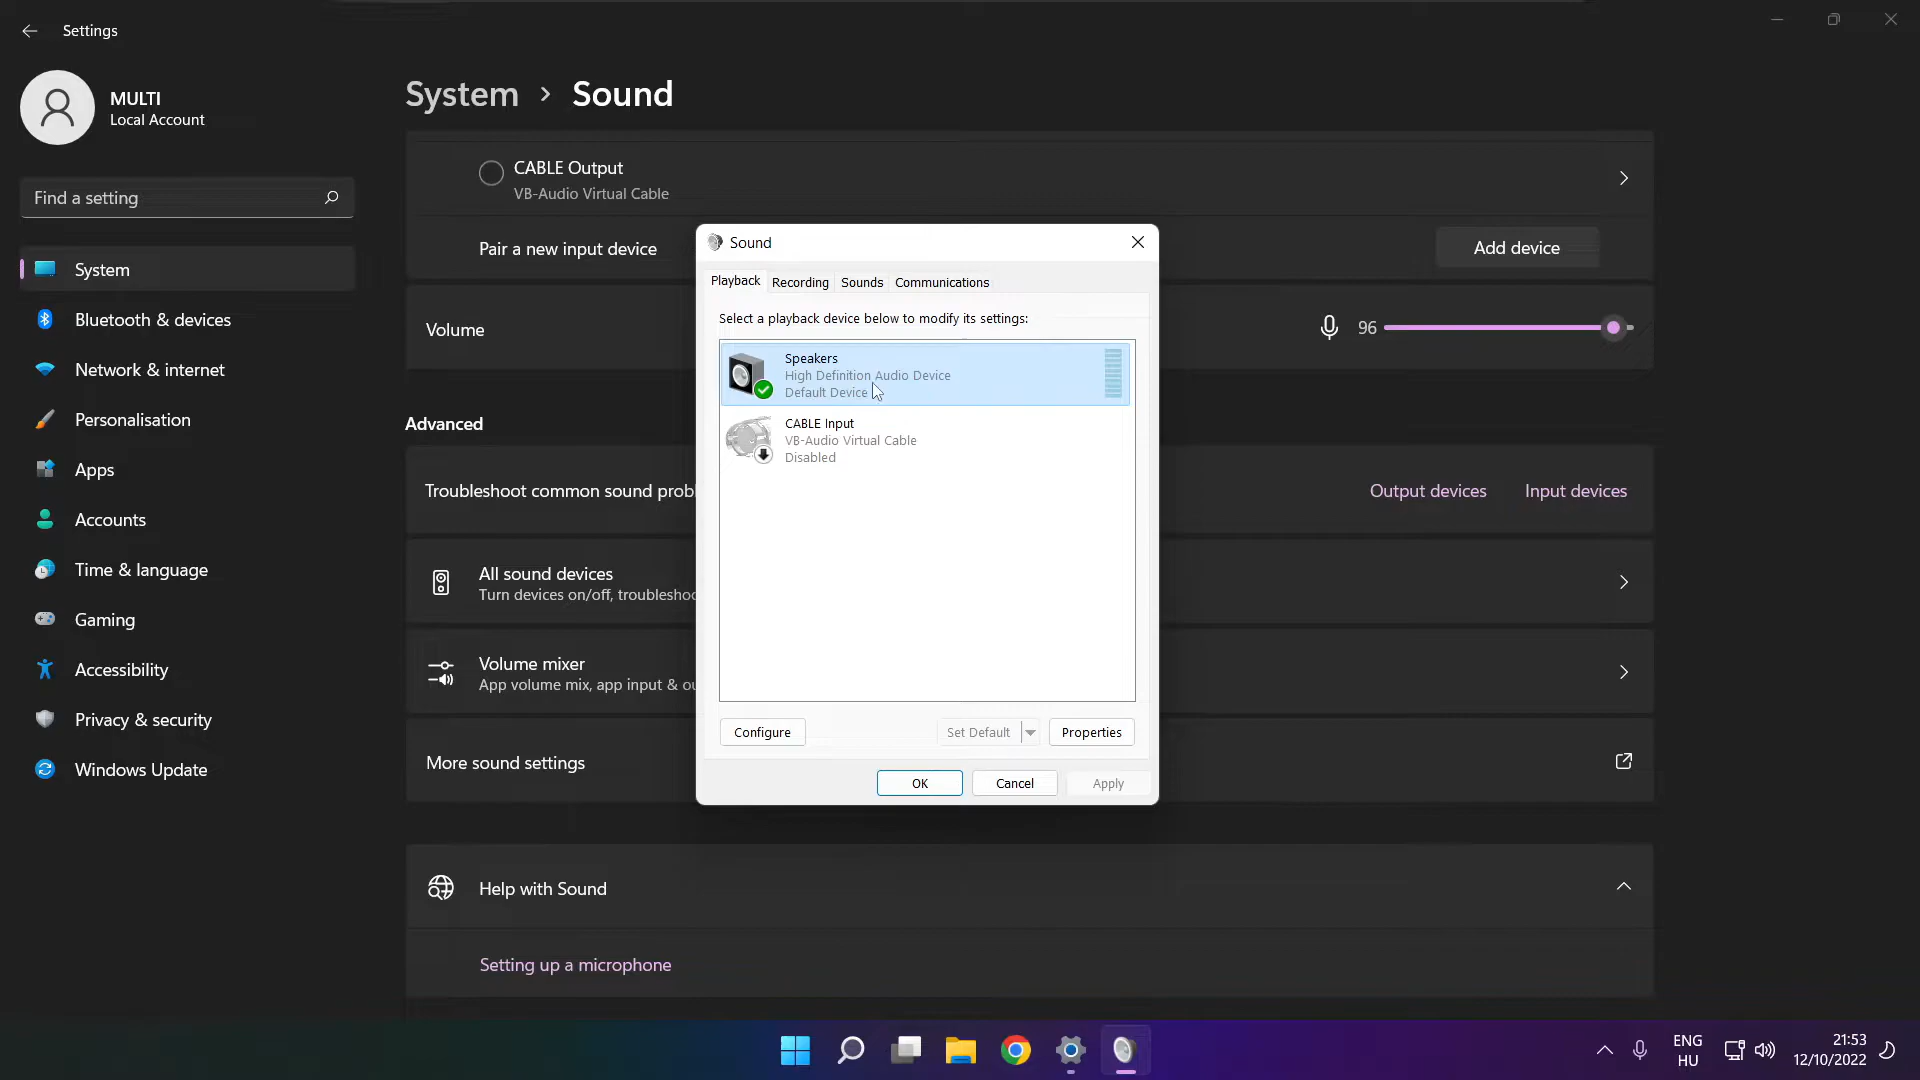 Settings
MULTI
Local Account
Find a setting
System
Bluetooth & devices
Network & internet
Personalisation
Apps
Accounts
Time & language
Gaming
Accessibility
Privacy & security
Windows Update
System > Sound
CABLE Output
VB-Audio Virtual Cable
Pair a new input device
Add device
Volume
96
Advanced
Troubleshoot common sound
Output devices
Input devices
All sound devices
Turn devices on/off,
Volume mixer
App volume mix, app input &
More sound settings
Help with Sound
Setting up a microphone
Sound
Playback
Recording
Sounds
Communications
Select a playback device below to modify its settings:
Speakers
High Definition Audio Device
Default Device
CABLE Input
VB-Audio Virtual Cable
Disabled
Configure
Set Default
Properties
OK
Cancel
Apply
ENG
HU
21:53
12/10/2022